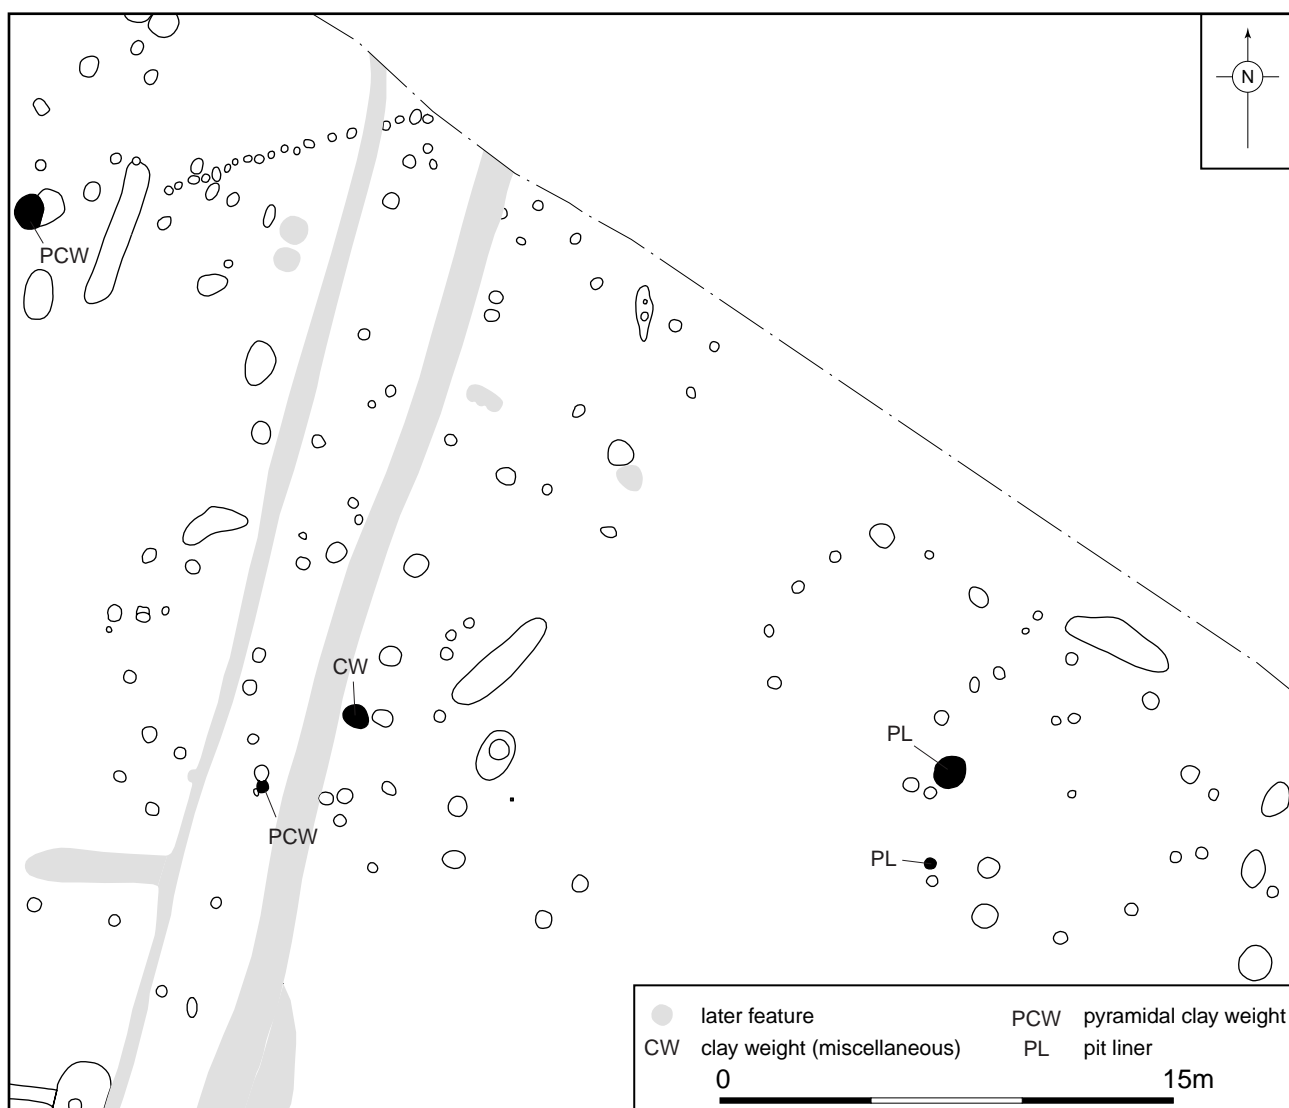 N
PCW
CW
PL
PCW
PL
later feature
PCW pyramidal clay weight
CW clay weight (miscellaneous)
PL pit liner
0 15m